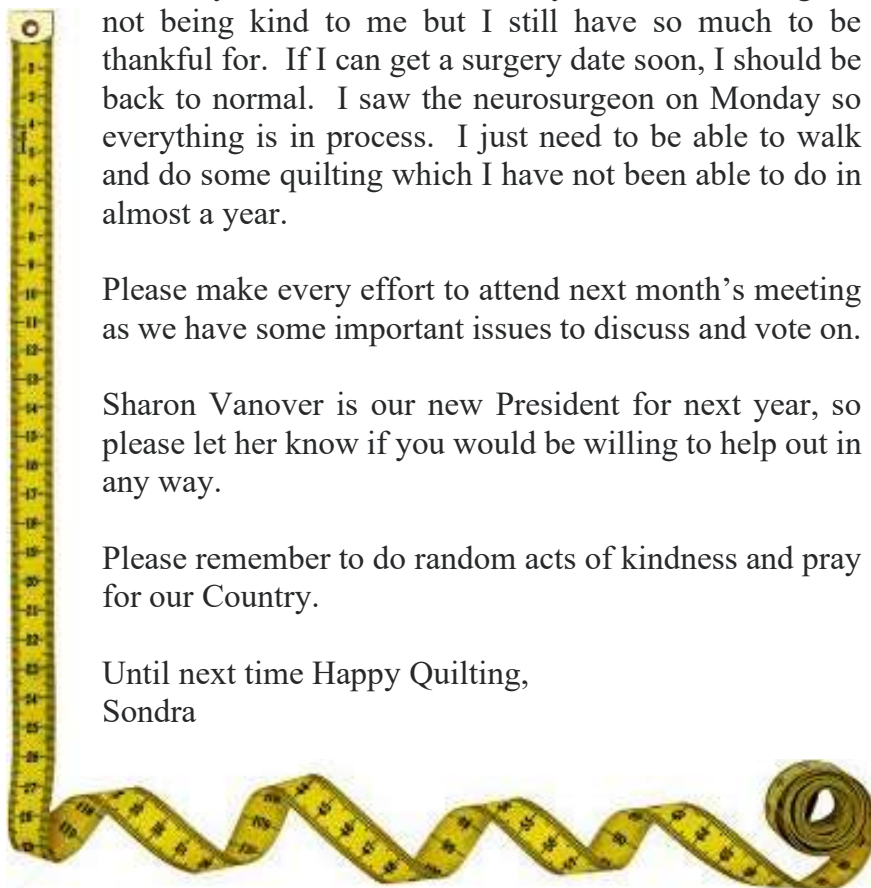 not being kind to me but I still have so much to be
thankful for. If I can get a surgery date soon, I should be
back to normal. I saw the neurosurgeon on Monday so
everything is in process. I just need to be able to walk
and do some quilting which I have not been able to do in
almost a year.
Please make every effort to attend next month’s meeting
as we have some important issues to discuss and vote on.
Sharon Vanover is our new President for next year, so
please let her know if you would be willing to help out in
any way.
Please remember to do random acts of kindness and pray
for our Country.
Until next time Happy Quilting,
Sondra